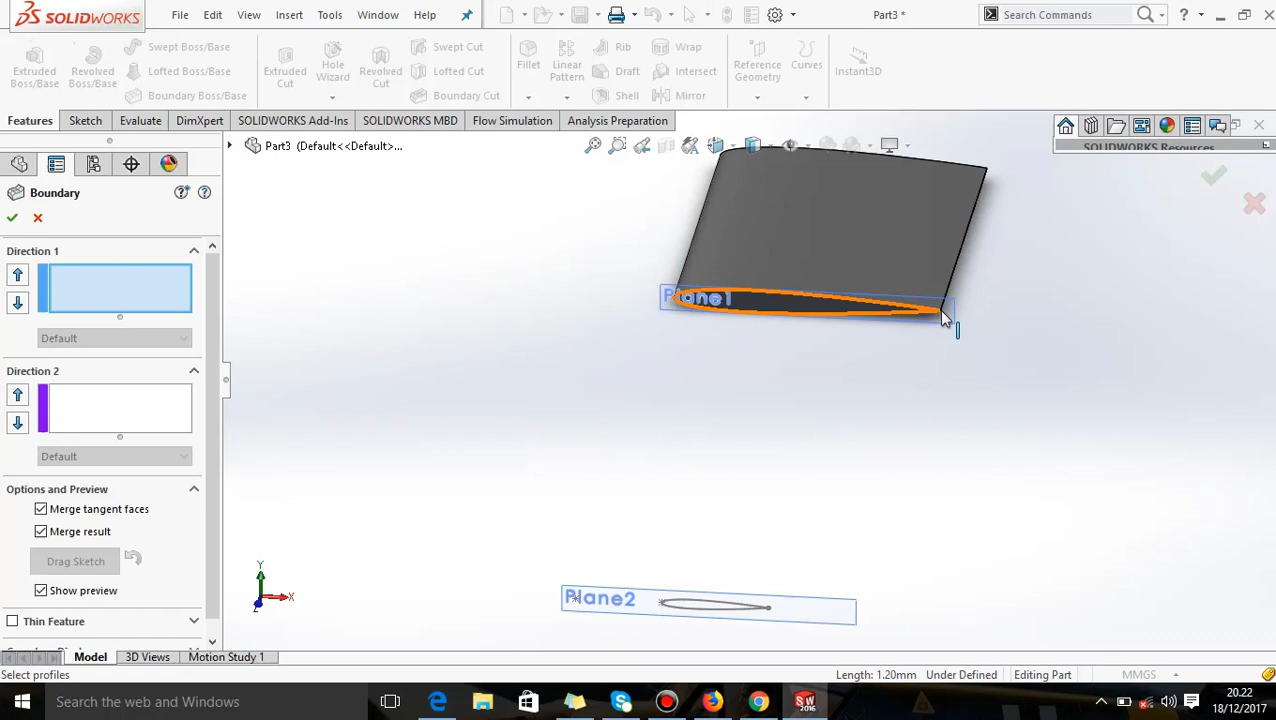 SOLIDWORKS
File Edit View Insert Tools Window Help
Part3 *
Search Commands
?
Extruded Boss/Base
Revolved Boss/Base
Swept Boss/Base
Lofted Boss/Base
Boundary Boss/Base
Extruded Cut
Hole Wizard
Revolved Cut
Swept Cut
Lofted Cut
Boundary Cut
Fillet
Linear Pattern
Rib
Draft
Shell
Wrap
Intersect
Mirror
Reference Geometry
Curves
Instant3D
Features Sketch Evaluate DimXpert SOLIDWORKS Add-Ins SOLIDWORKS MBD Flow Simulation Analysis Preparation
Part3 (Default<<Default>...
SOLIDWORKS Resources
Boundary
Direction 1
Default
Direction 2
Default
Options and Preview
Merge tangent faces
Merge result
Drag Sketch
Show preview
Thin Feature
Plane1
Plane2
Y
X
Z
Model 3D Views Motion Study 1
Select profiles
Length: 1.20mm Under Defined Editing Part
MMGS
Search the web and Windows
SW
2016
20.22
18/12/2017